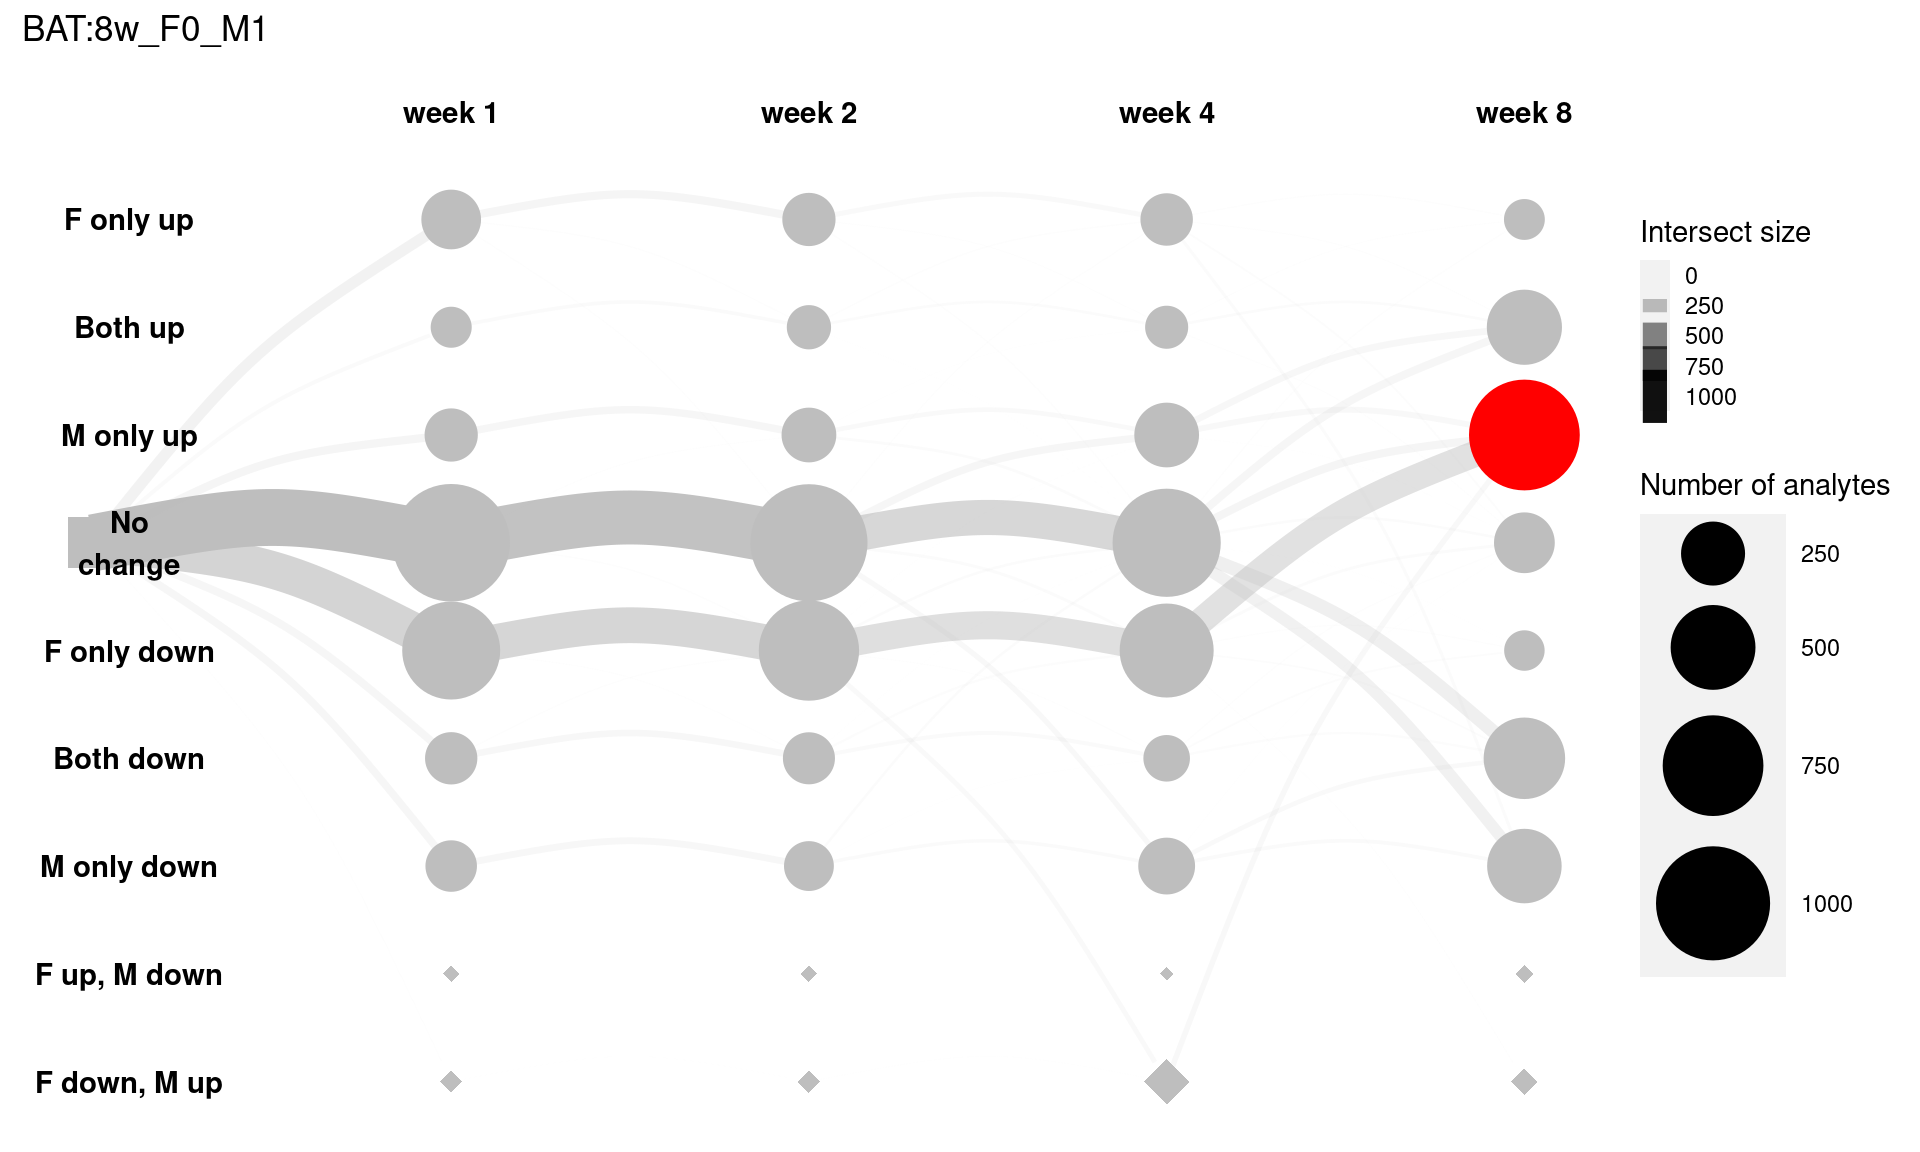 BAT:8w_F0_M1
week 1
week 2
week 4
week 8
F only up
Both up
M only up
No
change
F only down
Both down
M only down
F up, M down
F down, M up
Intersect size
0
250
500
750
1000
Number of analytes
250
500
750
1000